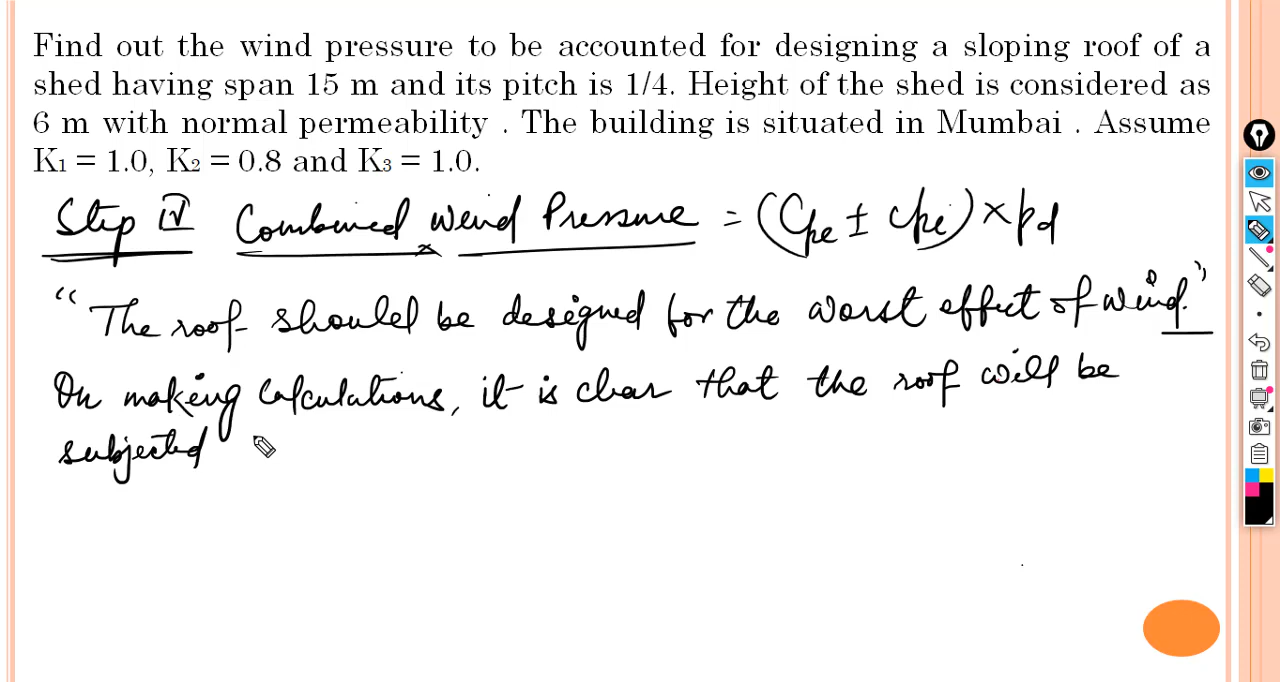 Find out the wind pressure to be accounted for designing a sloping roof of a
shed having span 15 m and its pitch is 1/4. Height of the shed is considered as
6 m with normal permeability . The building is situated in Mumbai . Assume
K₁ = 1.0, K₂ = 0.8 and K₃ = 1.0.
Step IV Combined Wend Pressure = (Cpe ± cpi) × pd
"The roof should be designed for the worst effect of wind."
On making calculations, it is clear that the roof will be
subjected